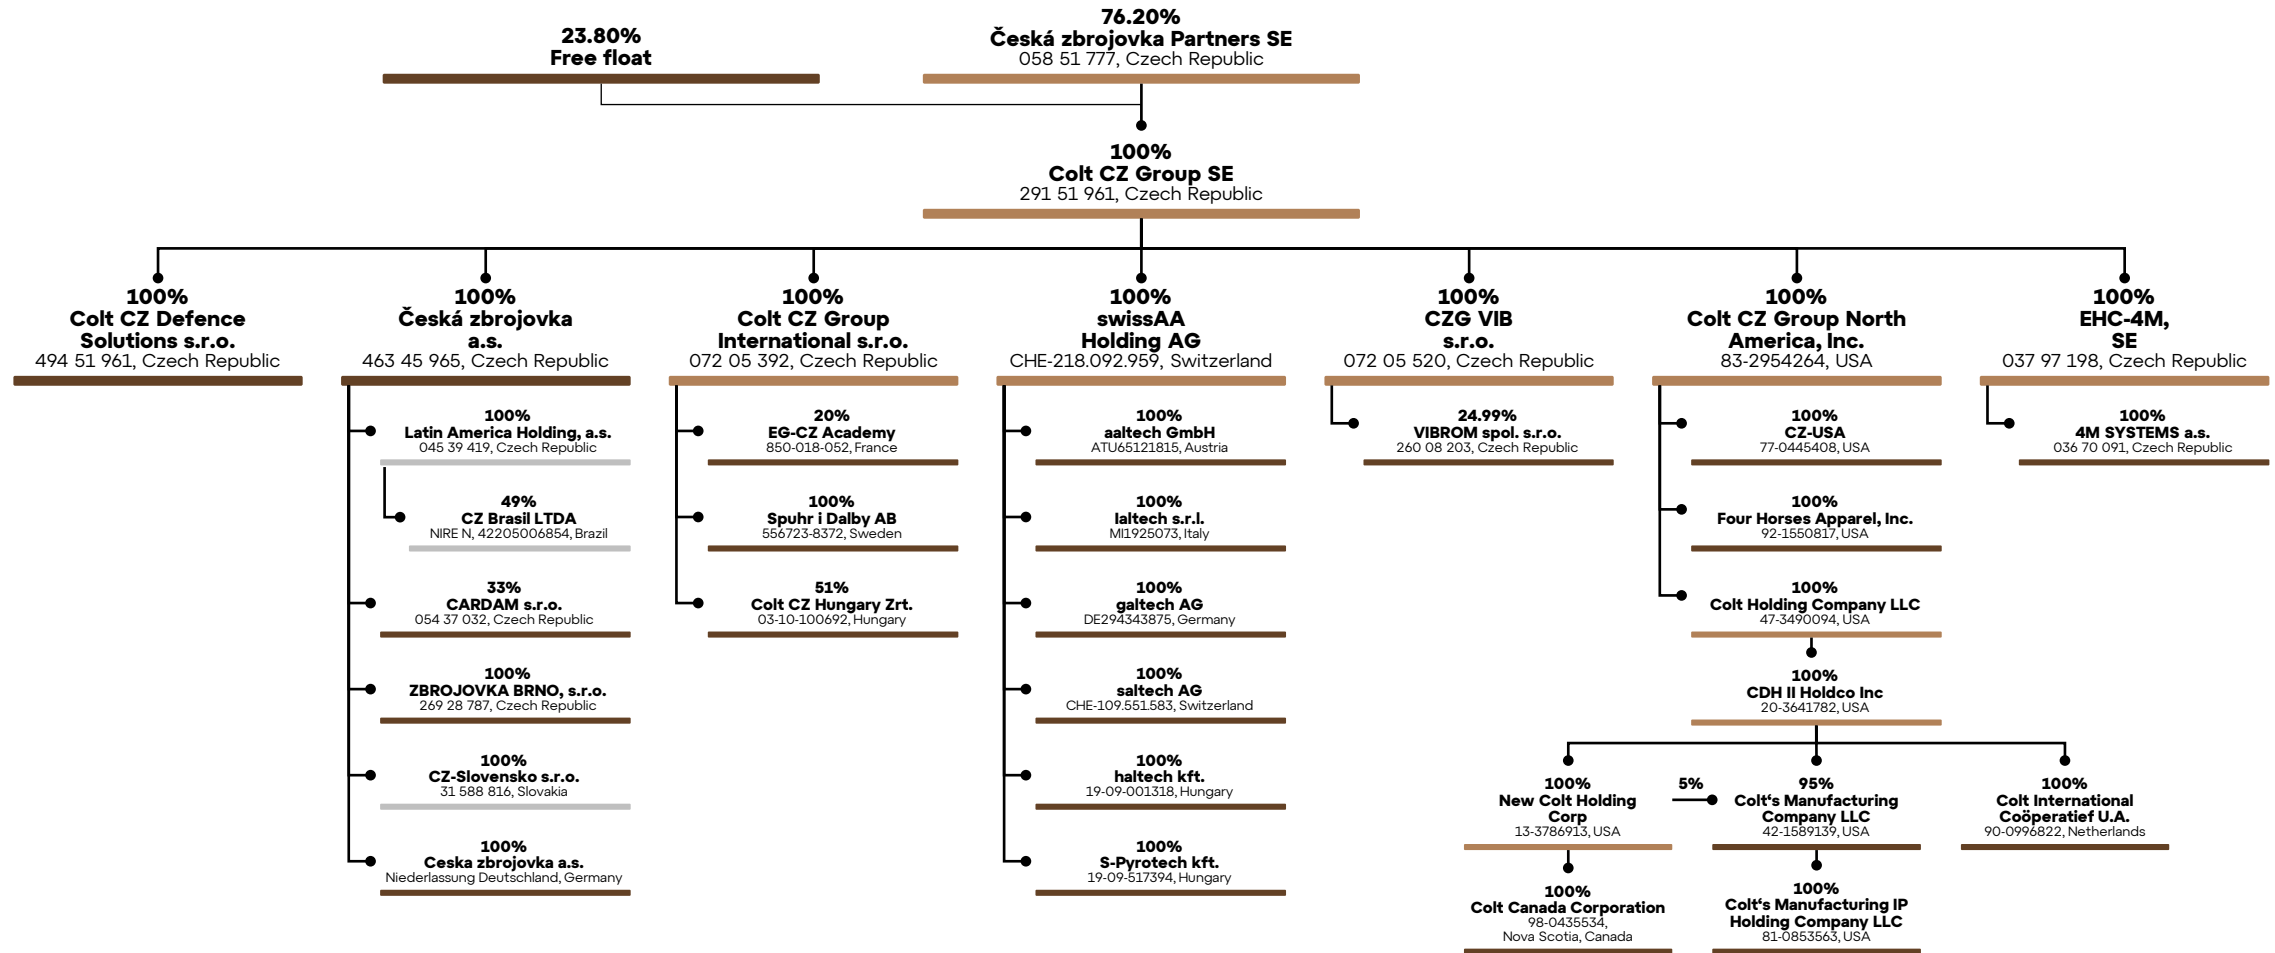 23.80%
Free float
76.20%
Česká zbrojovka Partners SE
058 51 777, Czech Republic
100%
Colt CZ Group SE
291 51 961, Czech Republic
100%
Colt CZ Defence
Solutions s.r.o.
494 51 961, Czech Republic
100%
Česká zbrojovka
a.s.
463 45 965, Czech Republic
100%
Latin America Holding, a.s.
045 39 419, Czech Republic
49%
CZ Brasil LTDA
NIRE N, 42205006854, Brazil
33%
CARDAM s.r.o.
054 37 032, Czech Republic
100%
ZBROJOVKA BRNO, s.r.o.
269 28 787, Czech Republic
100%
CZ-Slovensko s.r.o.
31 588 816, Slovakia
100%
Ceska zbrojovka a.s.
Niederlassung Deutschland, Germany
100%
Colt CZ Group
International s.r.o.
072 05 392, Czech Republic
20%
EG-CZ Academy
850-018-052, France
100%
Spuhr i Dalby AB
556723-8372, Sweden
51%
Colt CZ Hungary Zrt.
03-10-100692, Hungary
100%
swissAA
Holding AG
CHE-218.092.959, Switzerland
100%
aaltech GmbH
ATU65121815, Austria
100%
Ialtech s.r.l.
MI1925073, Italy
100%
galtech AG
DE294343875, Germany
100%
saltech AG
CHE-109.551.583, Switzerland
100%
haltech kft.
19-09-001318, Hungary
100%
S-Pyrotech kft.
19-09-517394, Hungary
100%
CZG VIB
s.r.o.
072 05 520, Czech Republic
24.99%
VIBROM spol. s.r.o.
260 08 203, Czech Republic
100%
Colt CZ Group North
America, Inc.
83-2954264, USA
100%
CZ-USA
77-0445408, USA
100%
Four Horses Apparel, Inc.
92-1550817, USA
100%
Colt Holding Company LLC
47-3490094, USA
100%
CDH II Holdco Inc
20-3641782, USA
100%
New Colt Holding
Corp
13-3786913, USA
100%
Colt Canada Corporation
98-0435534,
Nova Scotia, Canada
5%
95%
Colt‘s Manufacturing
Company LLC
42-1589139, USA
100%
Colt‘s Manufacturing IP
Holding Company LLC
81-0853563, USA
100%
Colt International
Coöperatief U.A.
90-0996822, Netherlands
100%
EHC-4M,
SE
037 97 198, Czech Republic
100%
4M SYSTEMS a.s.
036 70 091, Czech Republic